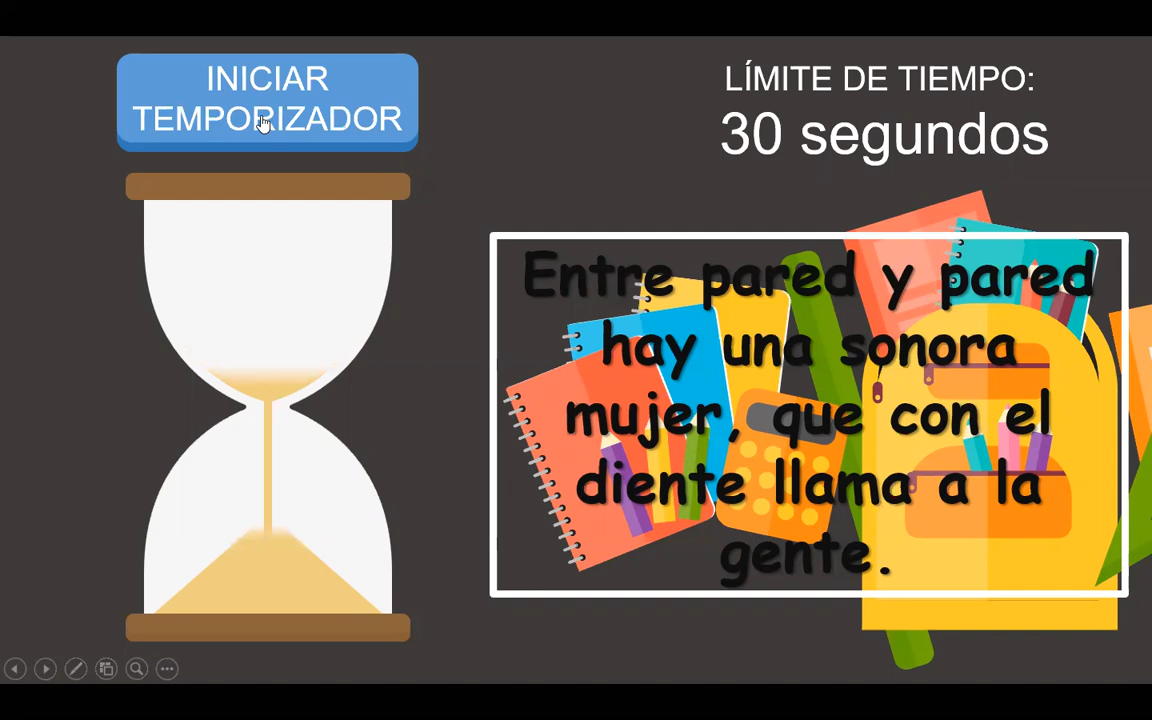 INICIAR
TEMPORIZADOR
LÍMITE DE TIEMPO:
30 segundos
Entre pared y pared
hay una sonora
mujer, que con el
diente llama a la
gente.